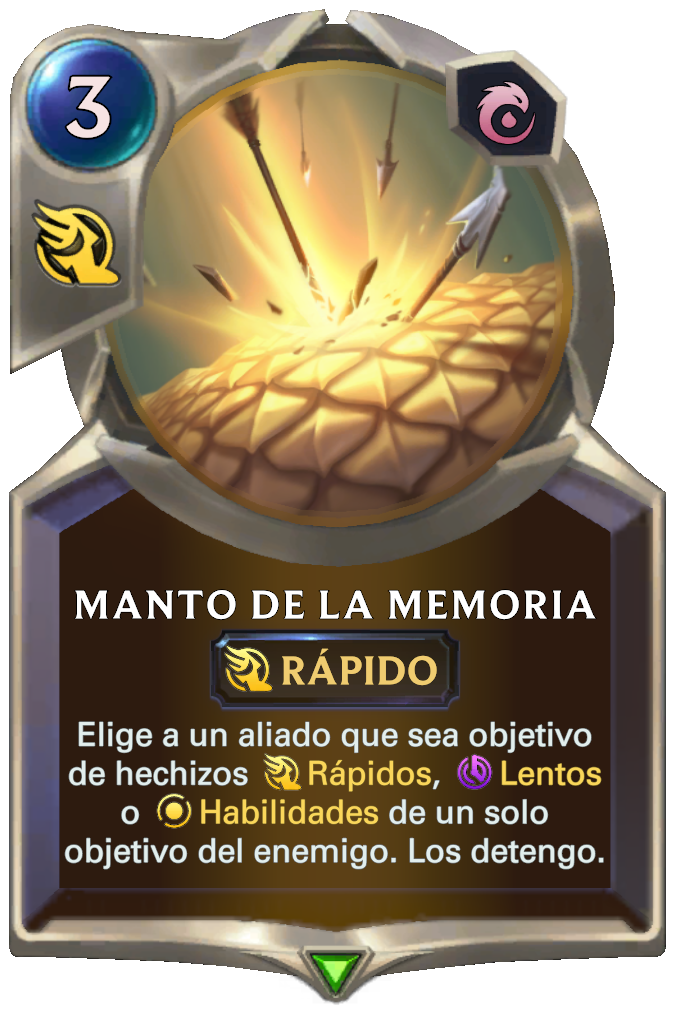 3
MANTO DE LA MEMORIA
RÁPIDO
Elige a un aliado que sea objetivo
de hechizos Rápidos, Lentos
o Habilidades de un solo
objetivo del enemigo. Los detengo.